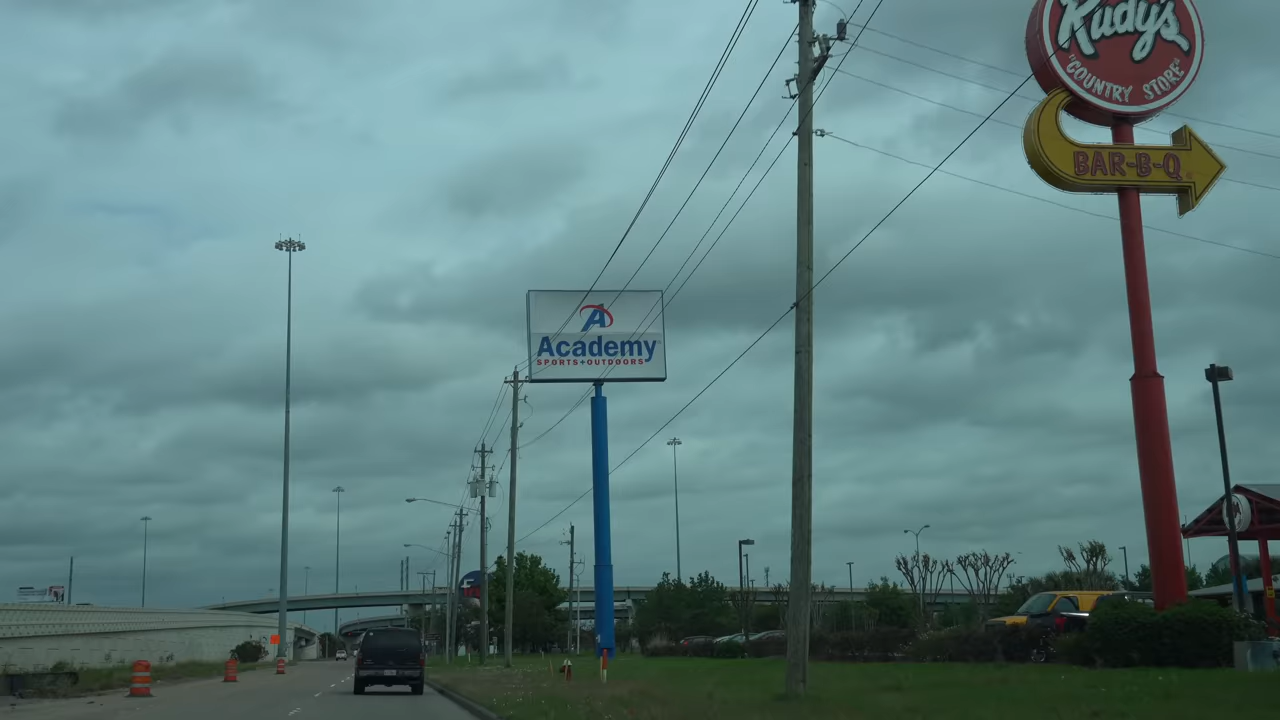 Rudy's
"COUNTRY STORE"
BAR-B-Q
A
Academy
SPORTS+OUTDOORS